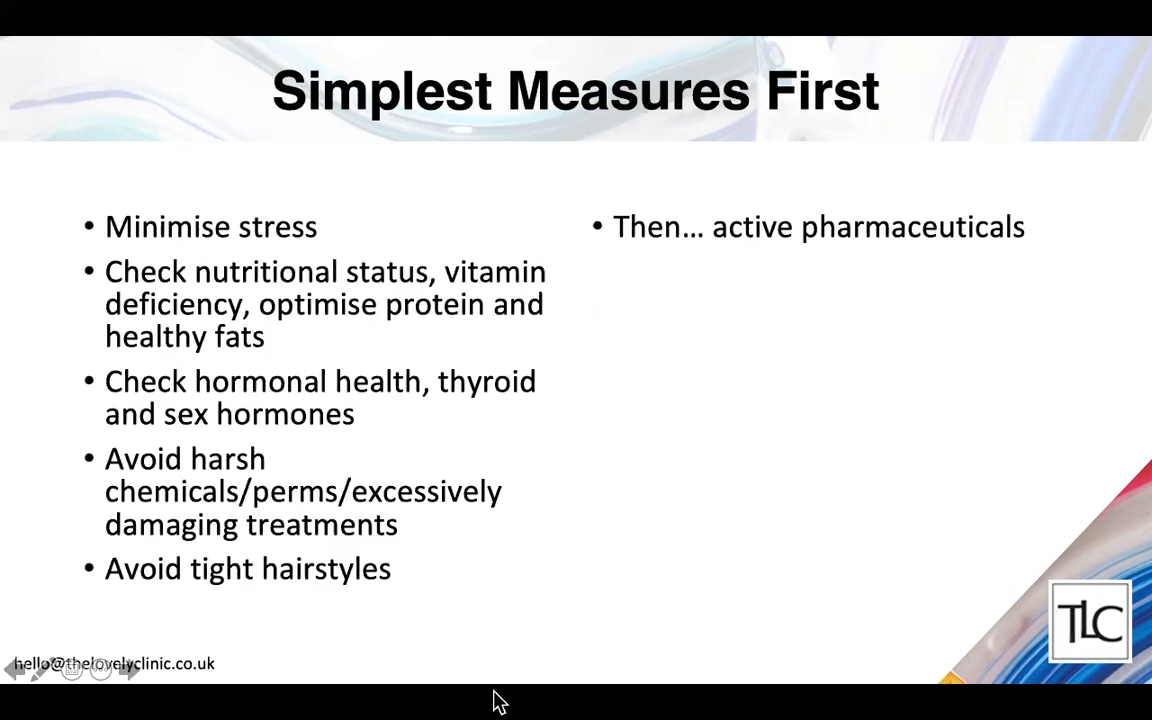 Simplest Measures First
• Minimise stress
• Check nutritional status, vitamin
deficiency, optimise protein and
healthy fats
• Check hormonal health, thyroid
and sex hormones
• Avoid harsh
chemicals/perms/excessively
damaging treatments
• Avoid tight hairstyles
• Then... active pharmaceuticals
TLC
hello@thelovelyclinic.co.uk